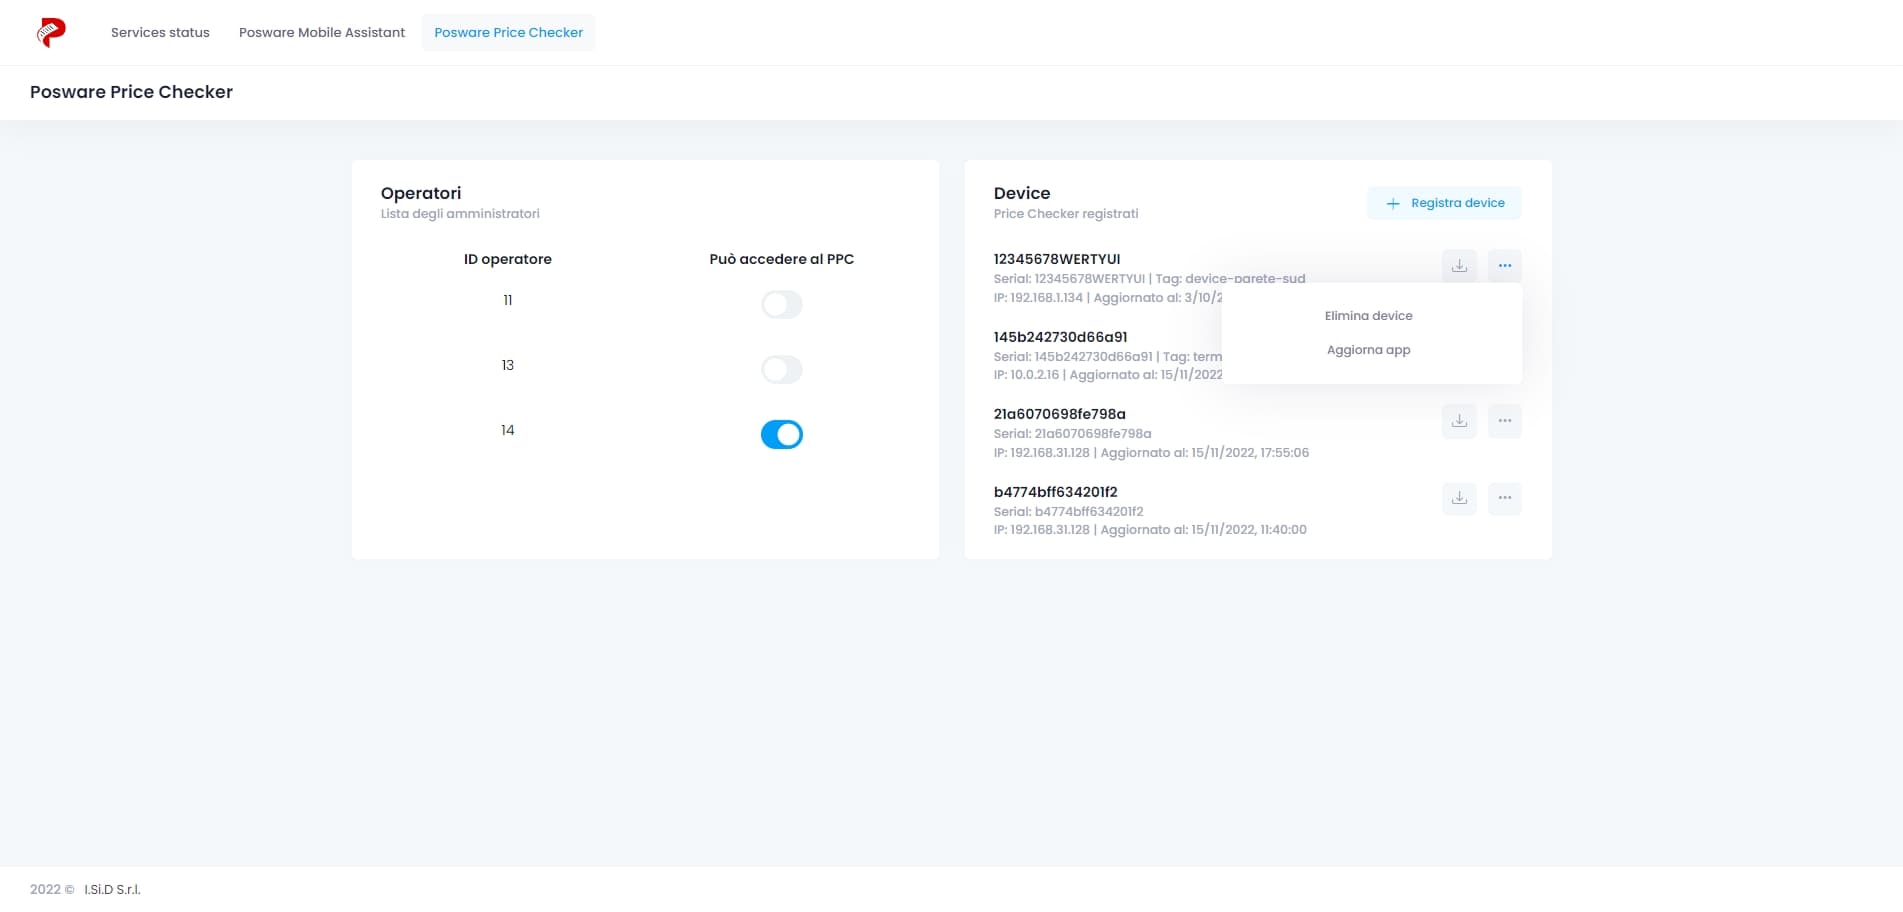 Services status
Posware Mobile Assistant
Posware Price Checker
Posware Price Checker
Operatori
Lista degli amministratori
ID operatore
Può accedere al PPC
11
13
14
Device
Price Checker registrati
Registra device
12345678WERTYUI
Serial: 12345678WERTYUI | Tag: device-parete-sud
IP: 192.168.1.134 | Aggiornato al: 3/10/2
Elimina device
Aggiorna app
145b242730d66a91
Serial: 145b242730d66a91 | Tag: term
IP: 10.0.2.16 | Aggiornato al: 15/11/2022
21a6070698fe798a
Serial: 21a6070698fe798a
IP: 192.168.31.128 | Aggiornato al: 15/11/2022, 17:55:06
b4774bff634201f2
Serial: b4774bff634201f2
IP: 192.168.31.128 | Aggiornato al: 15/11/2022, 11:40:00
2022 © I.Si.D S.r.l.